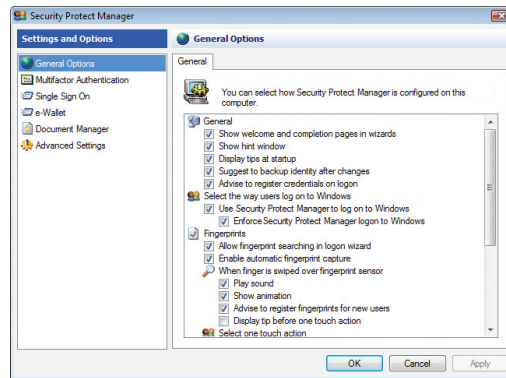 Security Protect Manager
Settings and Options
General Options
Multifactor Authentication
Single Sign On
e-Wallet
Document Manager
Advanced Settings
General Options
General
You can select how Security Protect Manager is configured on this
computer.
General
Show welcome and completion pages in wizards
Show hint window
Display tips at startup
Suggest to backup identity after changes
Advise to register credentials on logon
Select the way users log on to Windows
Use Security Protect Manager to log on to Windows
Enforce Security Protect Manager logon to Windows
Fingerprints
Allow fingerprint searching in logon wizard
Enable automatic fingerprint capture
When finger is swiped over fingerprint sensor
Play sound
Show animation
Advise to register fingerprints for new users
Display tip before one touch action
Select one touch action
OK
Cancel
Apply